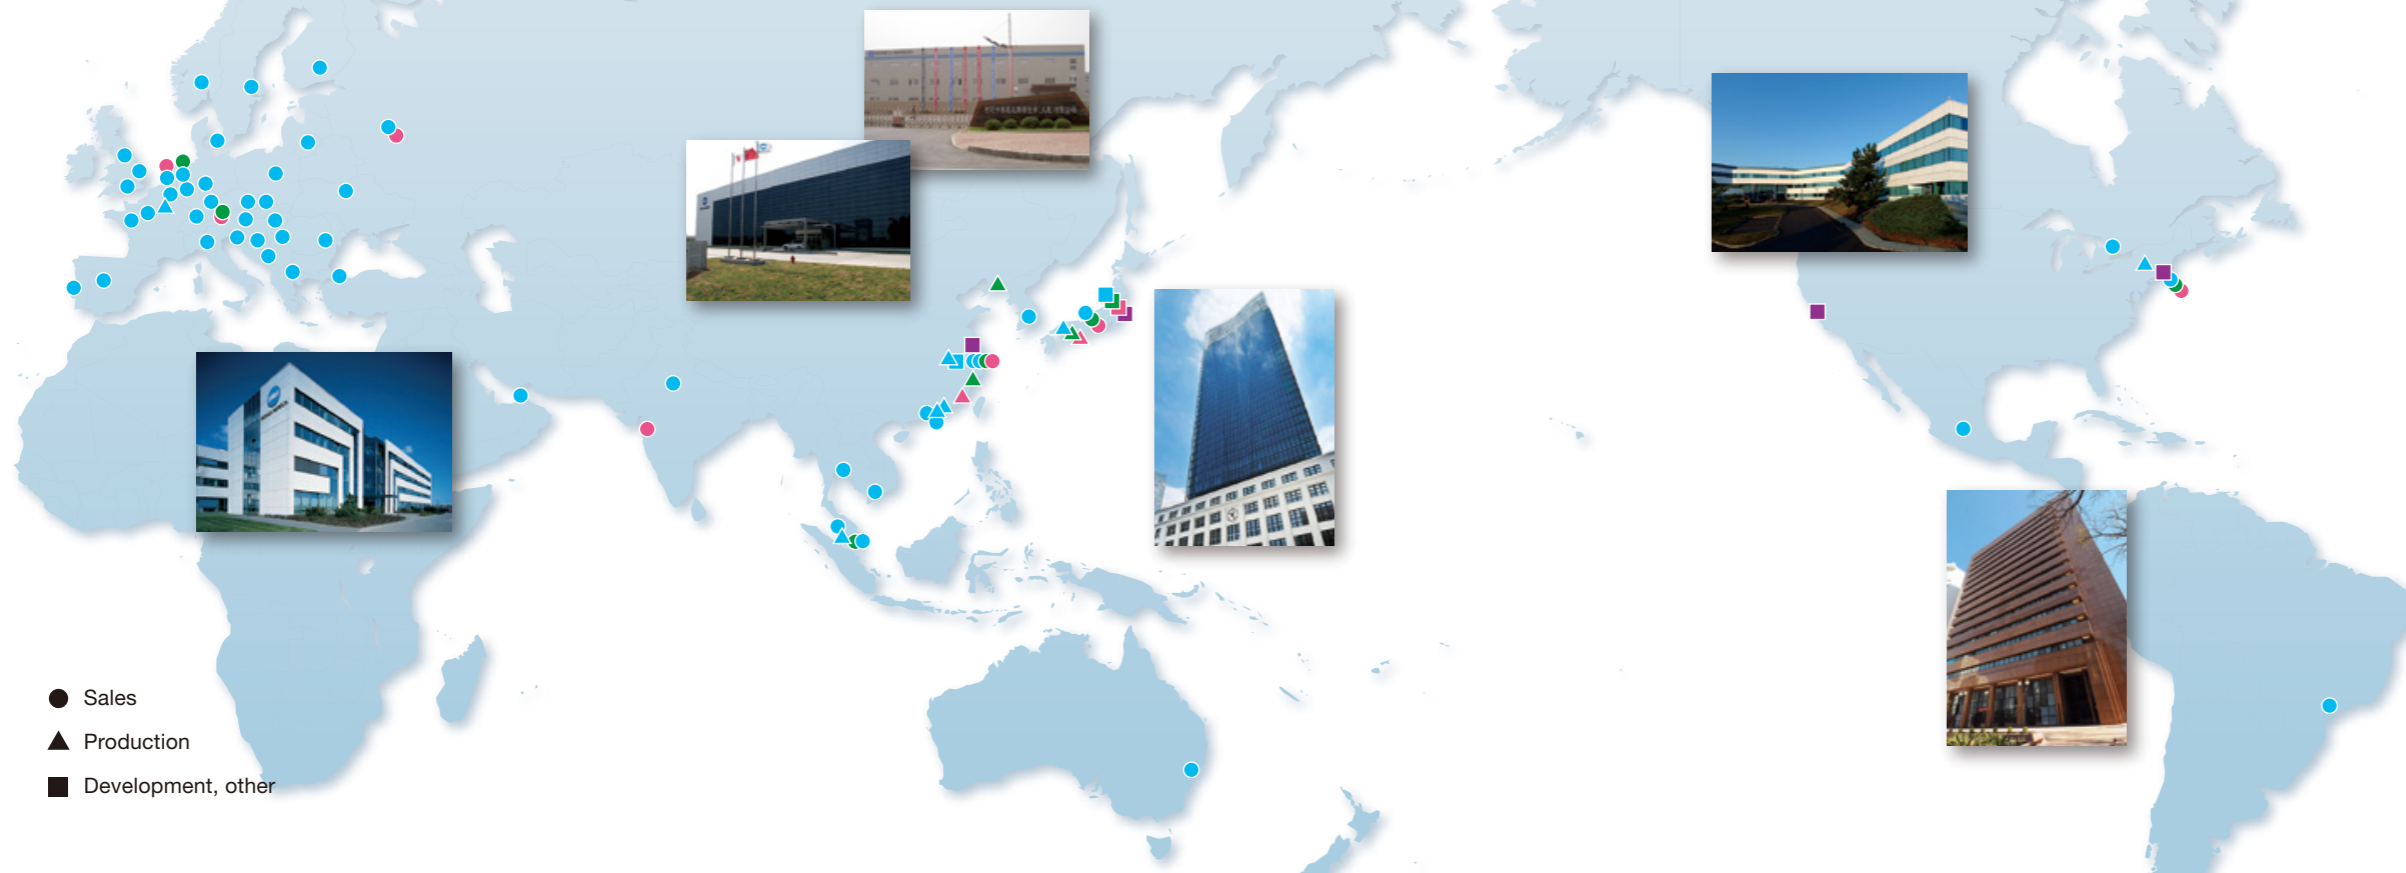 Sales
Production
Development, other